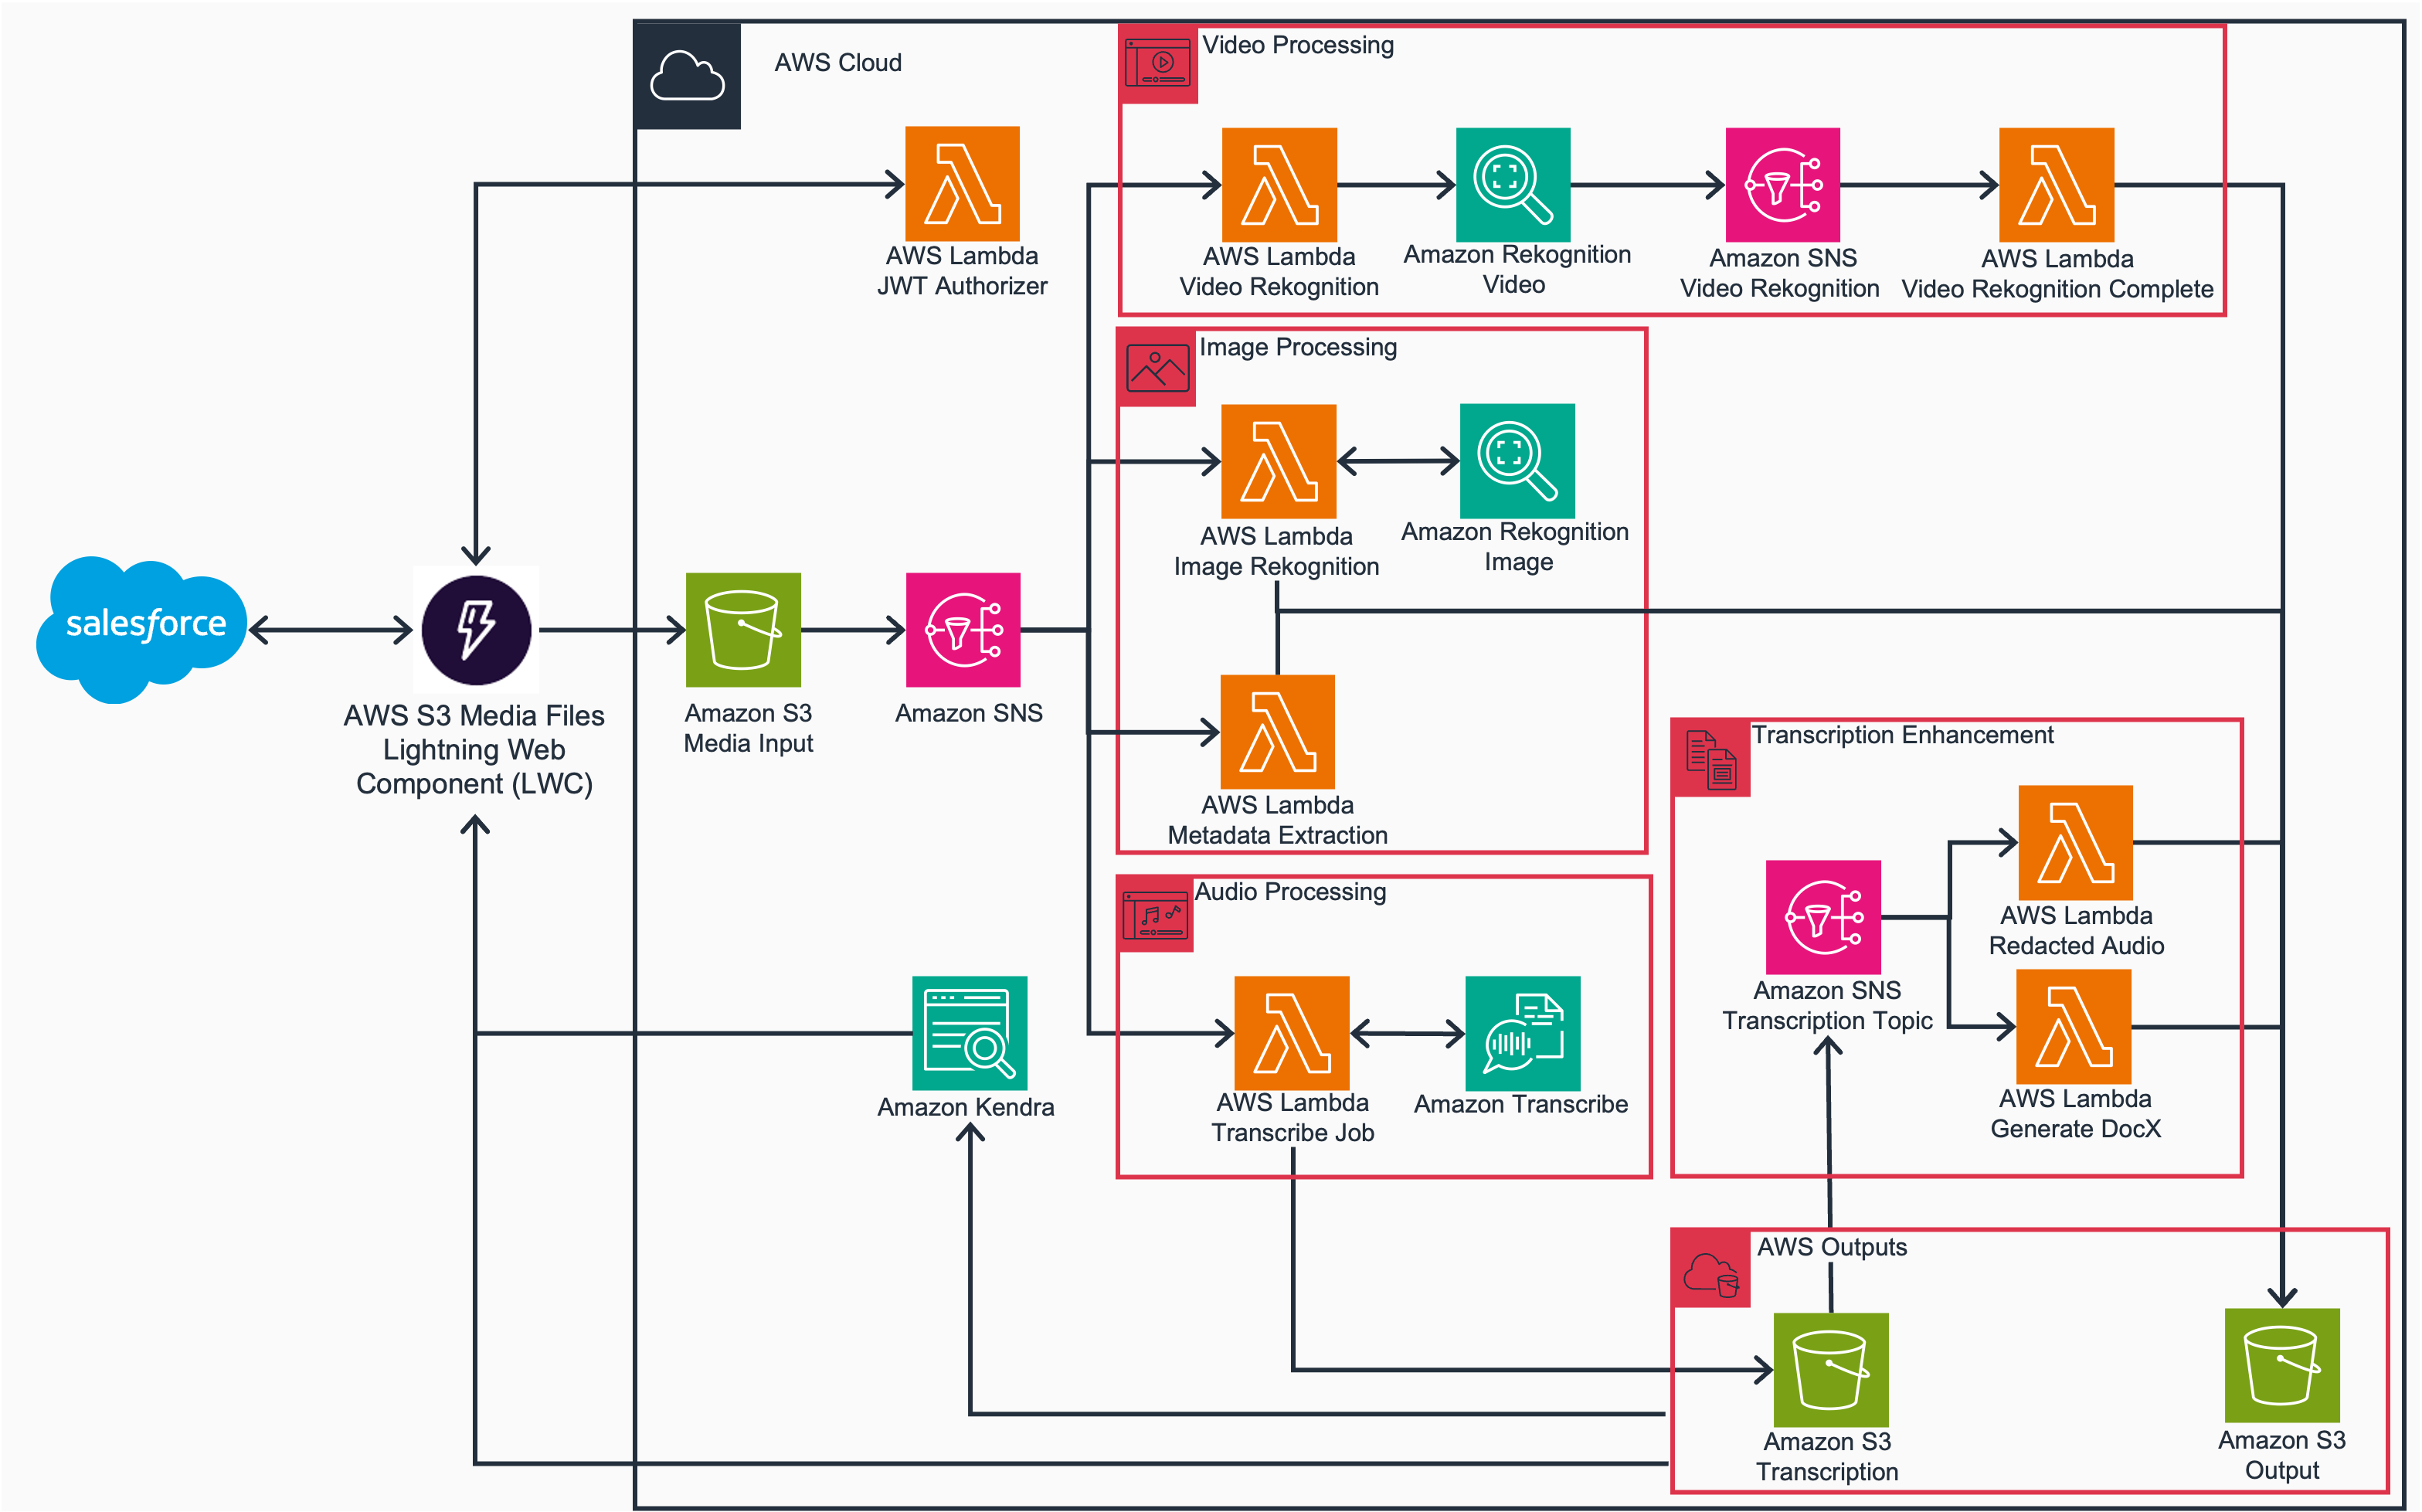 AWS Cloud
Video Processing
AWS Lambda
JWT Authorizer
AWS Lambda
Video Rekognition
Amazon Rekognition
Video
Amazon SNS
Video Rekognition
AWS Lambda
Video Rekognition Complete
Image Processing
AWS Lambda
Image Rekognition
Amazon Rekognition
Image
salesforce
AWS S3 Media Files
Lightning Web
Component (LWC)
Amazon S3
Media Input
Amazon SNS
AWS Lambda
Metadata Extraction
Transcription Enhancement
AWS Lambda
Redacted Audio
Amazon SNS
Transcription Topic
AWS Lambda
Generate DocX
Audio Processing
Amazon Kendra
AWS Lambda
Transcribe Job
Amazon Transcribe
AWS Outputs
Amazon S3
Transcription
Amazon S3
Output